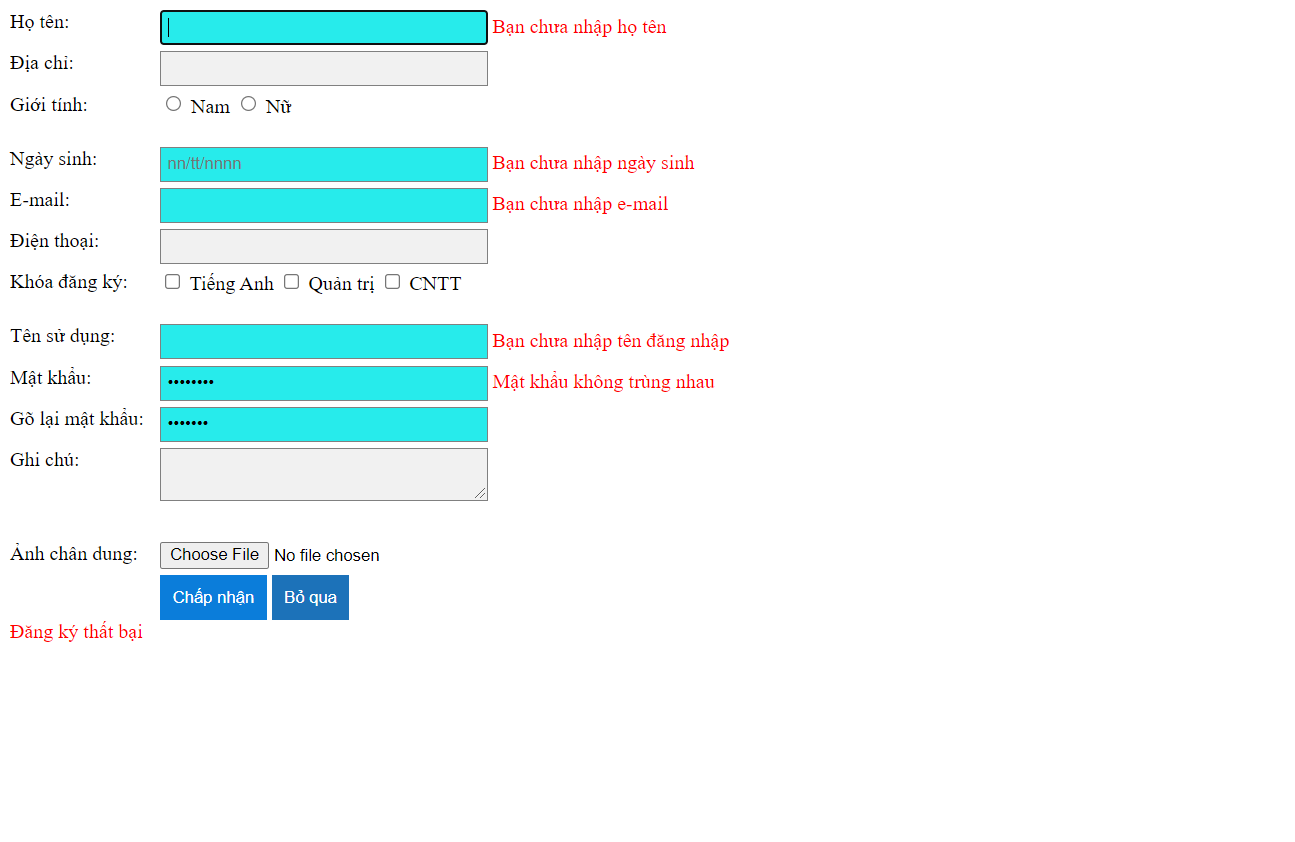 Họ tên: Bạn chưa nhập họ tên
Địa chỉ:
Giới tính: Nam Nữ
Ngày sinh: nn/tt/nnnn Bạn chưa nhập ngày sinh
E-mail: Bạn chưa nhập e-mail
Điện thoại:
Khóa đăng ký: Tiếng Anh Quản trị CNTT
Tên sử dụng: Bạn chưa nhập tên đăng nhập
Mật khẩu: •••••••• Mật khẩu không trùng nhau
Gõ lại mật khẩu: •••••••
Ghi chú:
Ảnh chân dung: Choose File No file chosen
Chấp nhận Bỏ qua
Đăng ký thất bại